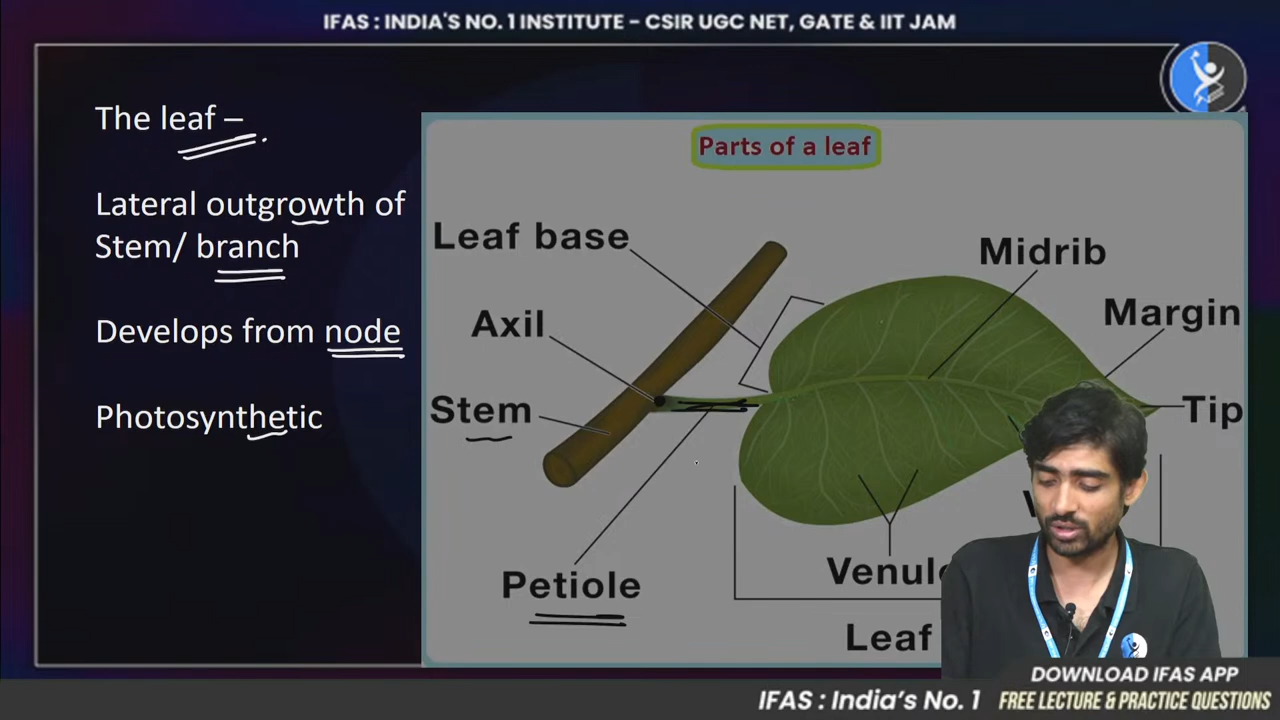 IFAS : INDIA'S NO. 1 INSTITUTE - CSIR UGC NET, GATE & IIT JAM
The leaf –
Lateral outgrowth of
Stem/ branch
Develops from node
Photosynthetic
Parts of a leaf
Leaf base
Midrib
Axil
Margin
Stem
Tip
Petiole
Leaf
DOWNLOAD IFAS APP
IFAS : India's No. 1 FREE LECTURE & PRACTICE QUESTIONS